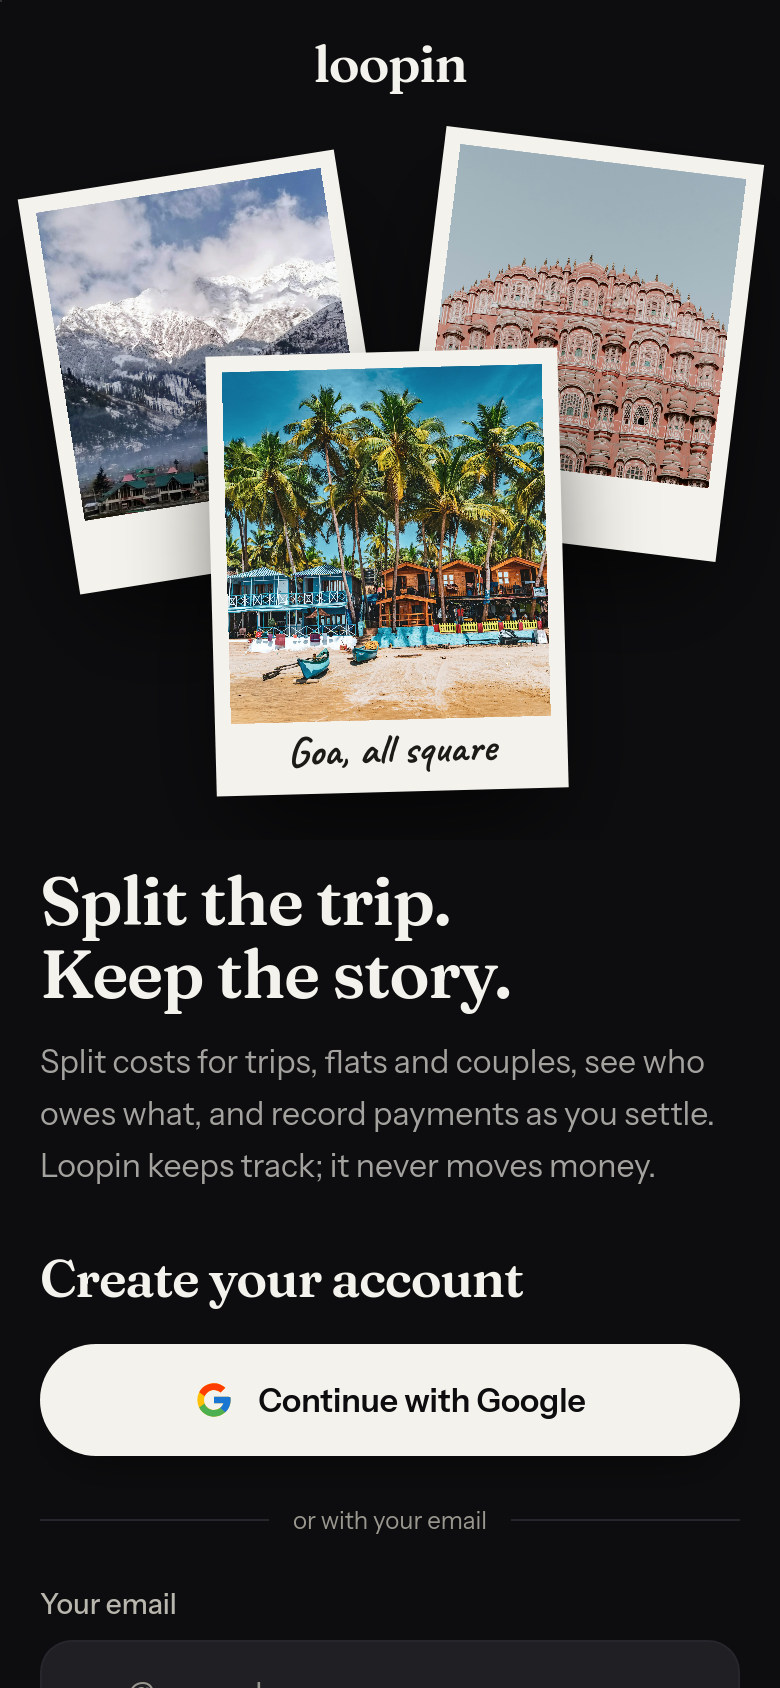 loopin
Goa, all square
Split the trip.
Keep the story.
Split costs for trips, flats and couples, see who
owes what, and record payments as you settle.
Loopin keeps track; it never moves money.
Create your account
Continue with Google
or with your email
Your email